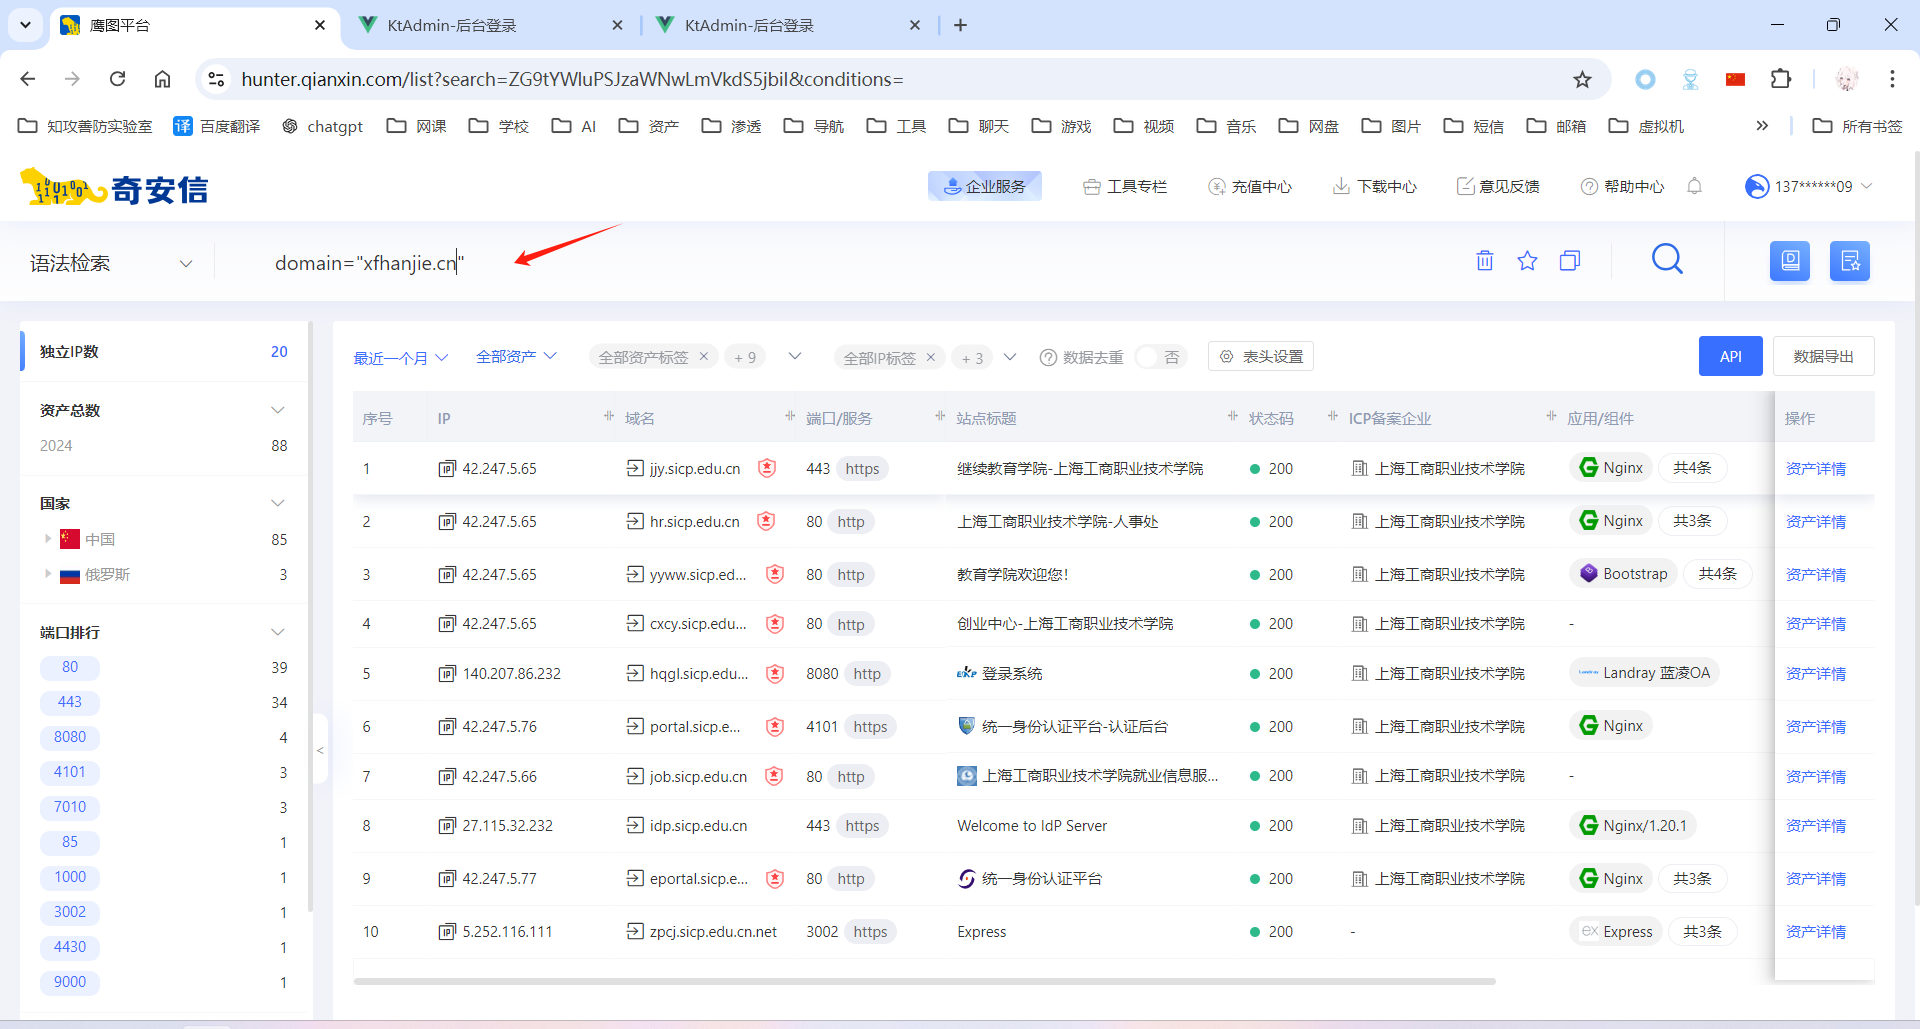 鹰图平台
KtAdmin-后台登录
KtAdmin-后台登录
hunter.qianxin.com/list?search=ZG9tYWluPSJzaWNwLmVkdS5jbiI&conditions=
知攻善防实验室
译 百度翻译
chatgpt
网课
学校
AI
资产
渗透
导航
工具
聊天
游戏
视频
音乐
网盘
图片
短信
邮箱
虚拟机
所有书签
奇安信
企业服务
工具专栏
充值中心
下载中心
意见反馈
帮助中心
137******09
语法检索
domain="xfhanjie.cn"
独立IP数 20
资产总数
2024 88
国家
中国 85
俄罗斯 3
端口排行
80 39
443 34
8080 4
4101 3
7010 3
85 1
1000 1
3002 1
4430 1
9000 1
最近一个月
全部资产
全部资产标签 ×
+ 9
全部IP标签 ×
+ 3
数据去重 否
表头设置
API
数据导出
序号 IP 域名 端口/服务 站点标题 状态码 ICP备案企业 应用/组件 操作
1 42.247.5.65 jjy.sicp.edu.cn 443 https 继续教育学院-上海工商职业技术学院 200 上海工商职业技术学院 Nginx 共4条 资产详情
2 42.247.5.65 hr.sicp.edu.cn 80 http 上海工商职业技术学院-人事处 200 上海工商职业技术学院 Nginx 共3条 资产详情
3 42.247.5.65 yyww.sicp.ed... 80 http 教育学院欢迎您! 200 上海工商职业技术学院 Bootstrap 共4条 资产详情
4 42.247.5.65 cxcy.sicp.edu... 80 http 创业中心-上海工商职业技术学院 200 上海工商职业技术学院 - 资产详情
5 140.207.86.232 hqgl.sicp.edu... 8080 http 登录系统 200 上海工商职业技术学院 Landray 蓝凌OA 资产详情
6 42.247.5.76 portal.sicp.e... 4101 https 统一身份认证平台-认证后台 200 上海工商职业技术学院 Nginx 资产详情
7 42.247.5.66 job.sicp.edu.cn 80 http 上海工商职业技术学院就业信息服... 200 上海工商职业技术学院 - 资产详情
8 27.115.32.232 idp.sicp.edu.cn 443 https Welcome to IdP Server 200 上海工商职业技术学院 Nginx/1.20.1 资产详情
9 42.247.5.77 eportal.sicp.e... 80 http 统一身份认证平台 200 上海工商职业技术学院 Nginx 共3条 资产详情
10 5.252.116.111 zpcj.sicp.edu.cn.net 3002 https Express 200 - ex Express 共3条 资产详情